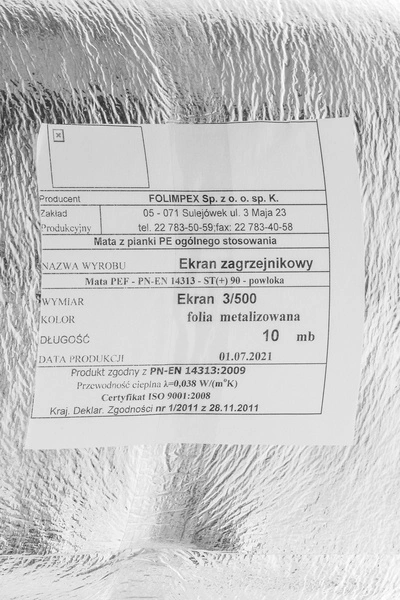 Producent FOLIMPEX Sp. z o. o. sp. K.
Zakład 05 - 071 Sulejówek ul. 3 Maja 23
Produkcyjny tel. 22 783-50-59;fax: 22 783-40-58
Mata z pianki PE ogólnego stosowania
NAZWA WYROBU Ekran zagrzejnikowy
Mata PEF - PN-EN 14313 - ST(+) 90 - powłoka
WYMIAR Ekran 3/500
KOLOR folia metalizowana
DŁUGOŚĆ 10 mb
DATA PRODUKCJI 01.07.2021
Produkt zgodny z PN-EN 14313:2009
Przewodność cieplna λ=0,038 W/(m°K)
Certyfikat ISO 9001:2008
Kraj. Deklar. Zgodności nr 1/2011 z 28.11.2011